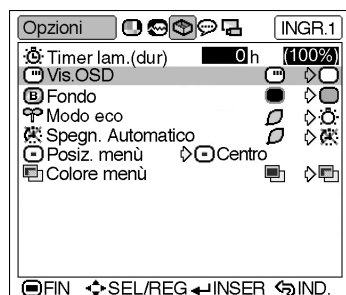 Opzioni INGR.1
Timer lam.(dur) 0 h (100%)
Vis.OSD
B Fondo
Modo eco
Spegn. Automatico
Posiz. menù Centro
Colore menù
FIN SEL/REG INSER IND.